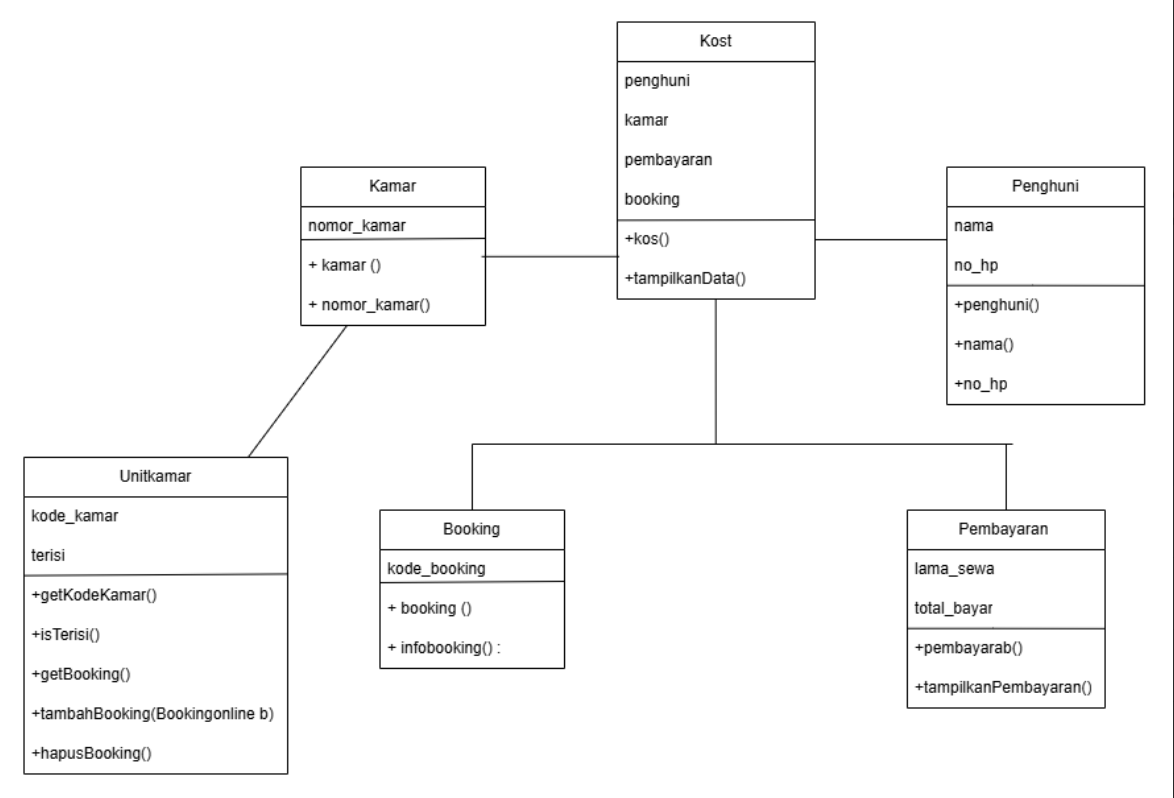 Kost
penghuni
kamar
pembayaran
booking
+kos()
+tampilkanData()
Kamar
nomor_kamar
+ kamar ()
+ nomor_kamar()
Penghuni
nama
no_hp
+penghuni()
+nama()
+no_hp
Unitkamar
kode_kamar
terisi
+getKodeKamar()
+isTerisi()
+getBooking()
+tambahBooking(Bookingonline b)
+hapusBooking()
Booking
kode_booking
+ booking ()
+ infobooking() :
Pembayaran
lama_sewa
total_bayar
+pembayarab()
+tampilkanPembayaran()